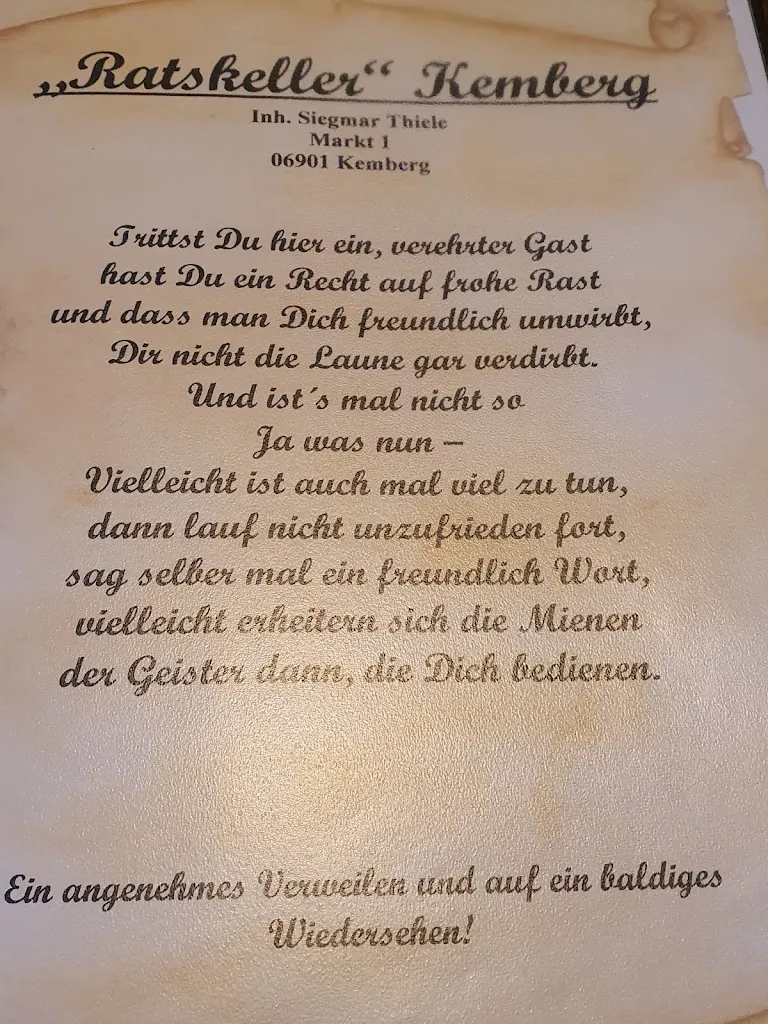 „Ratskeller“ Kemberg
Inh. Siegmar Thiele
Markt 1
06901 Kemberg
Trittst Du hier ein, verehrter Gast
hast Du ein Recht auf frohe Rast
und dass man Dich freundlich umwirbt,
Dir nicht die Laune gar verdirbt.
Und ist´s mal nicht so
Ja was nun –
Vielleicht ist auch mal viel zu tun,
dann lauf nicht unzufrieden fort,
sag selber mal ein freundlich Wort,
vielleicht erheitern sich die Mienen
der Geister dann, die Dich bedienen.
Ein angenehmes Verweilen und auf ein baldiges
Wiedersehen!